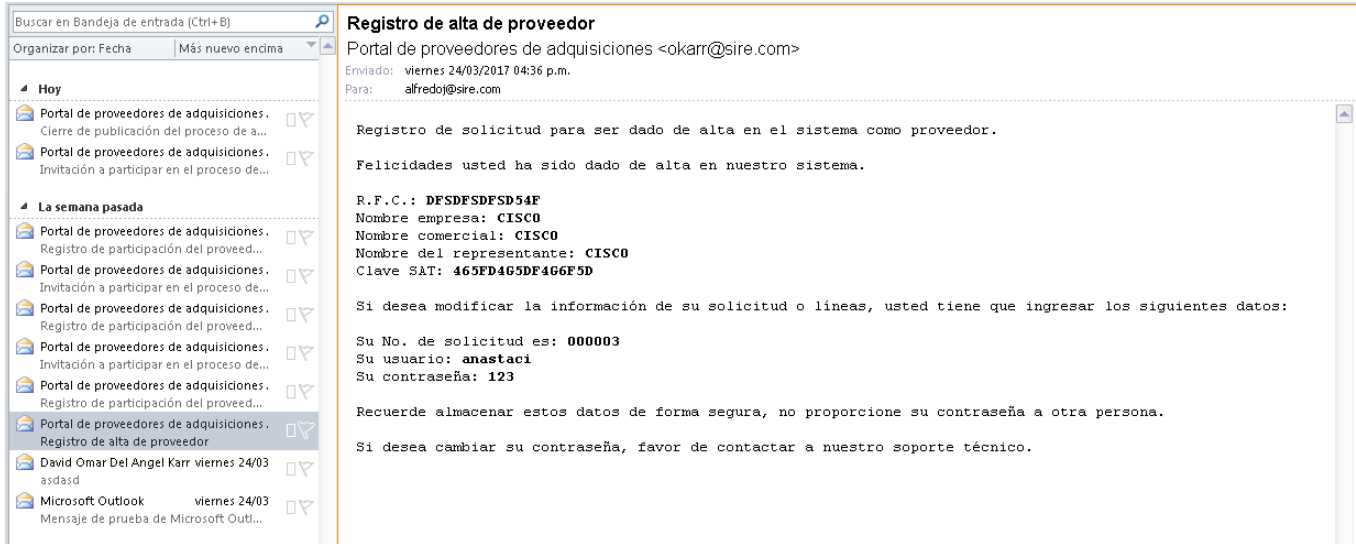 Buscar en Bandeja de entrada (Ctrl+B)
Organizar por: Fecha
Más nuevo encima
Hoy
Portal de proveedores de adquisiciones.
Cierre de publicación del proceso de a...
Portal de proveedores de adquisiciones.
Invitación a participar en el proceso de...
La semana pasada
Portal de proveedores de adquisiciones.
Registro de participación del proveed...
Portal de proveedores de adquisiciones.
Invitación a participar en el proceso de...
Portal de proveedores de adquisiciones.
Registro de participación del proveed...
Portal de proveedores de adquisiciones.
Invitación a participar en el proceso de...
Portal de proveedores de adquisiciones.
Registro de participación del proveed...
Portal de proveedores de adquisiciones.
Registro de alta de proveedor
David Omar Del Angel Karr viernes 24/03
asdasd
Microsoft Outlook viernes 24/03
Mensaje de prueba de Microsoft Outl...
Registro de alta de proveedor
Portal de proveedores de adquisiciones <okarr@sire.com>
Enviado: viernes 24/03/2017 04:36 p.m.
Para: alfredoj@sire.com
Registro de solicitud para ser dado de alta en el sistema como proveedor.
Felicidades usted ha sido dado de alta en nuestro sistema.
R.F.C.: DFSDFSDFSD54F
Nombre empresa: CISCO
Nombre comercial: CISCO
Nombre del representante: CISCO
Clave SAT: 465FD4G5DF4G6F5D
Si desea modificar la información de su solicitud o líneas, usted tiene que ingresar los siguientes datos:
Su No. de solicitud es: 000003
Su usuario: anastaci
Su contraseña: 123
Recuerde almacenar estos datos de forma segura, no proporcione su contraseña a otra persona.
Si desea cambiar su contraseña, favor de contactar a nuestro soporte técnico.